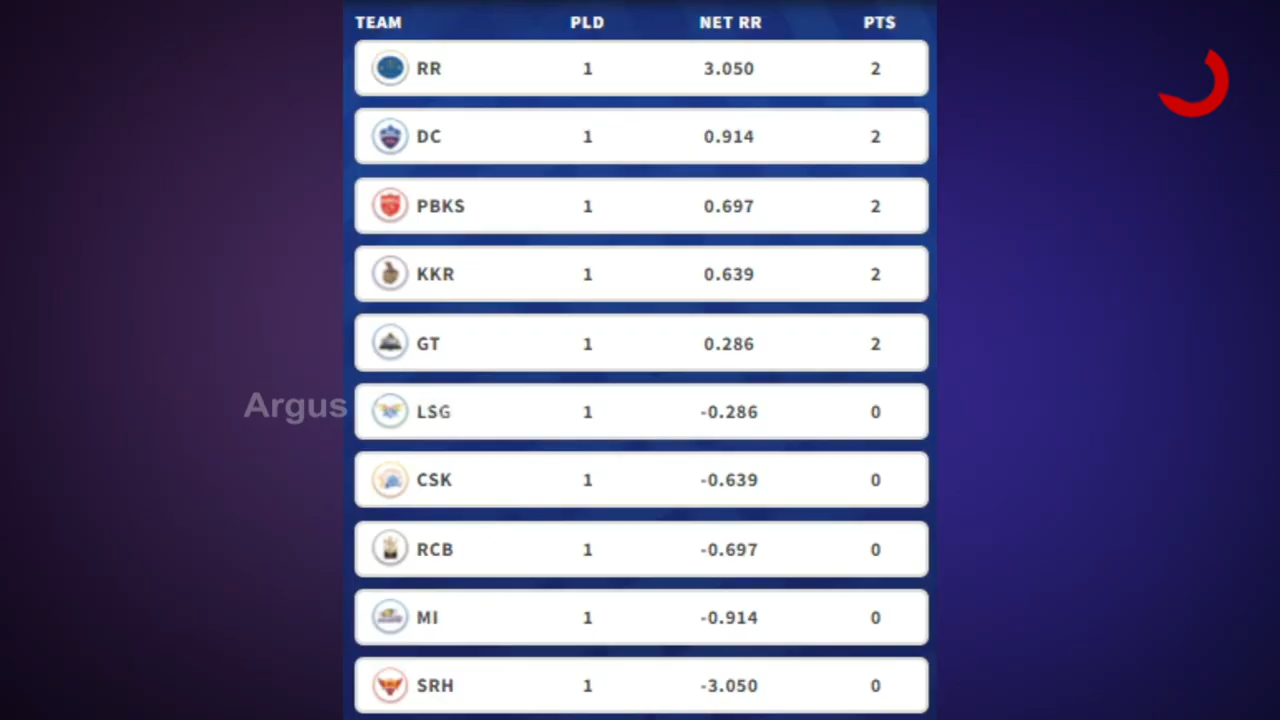 TEAM PLD NET RR PTS
RR 1 3.050 2
DC 1 0.914 2
PBKS 1 0.697 2
KKR 1 0.639 2
GT 1 0.286 2
Argus
LSG 1 -0.286 0
CSK 1 -0.639 0
RCB 1 -0.697 0
MI 1 -0.914 0
SRH 1 -3.050 0